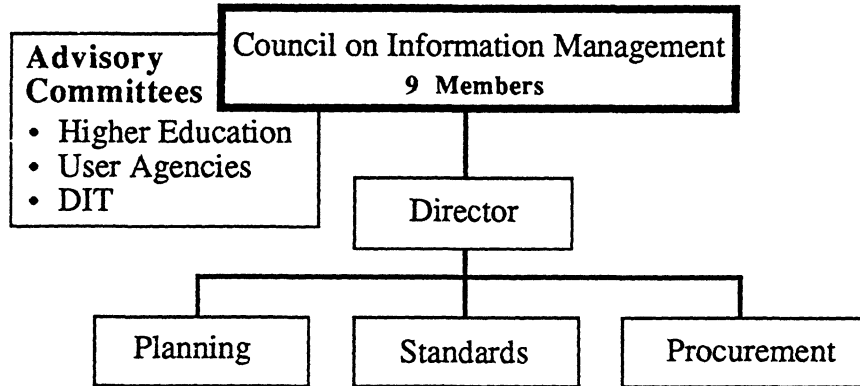 Council on Information Management
9 Members
Advisory
Committees
• Higher Education
• User Agencies
• DIT
Director
Planning
Standards
Procurement